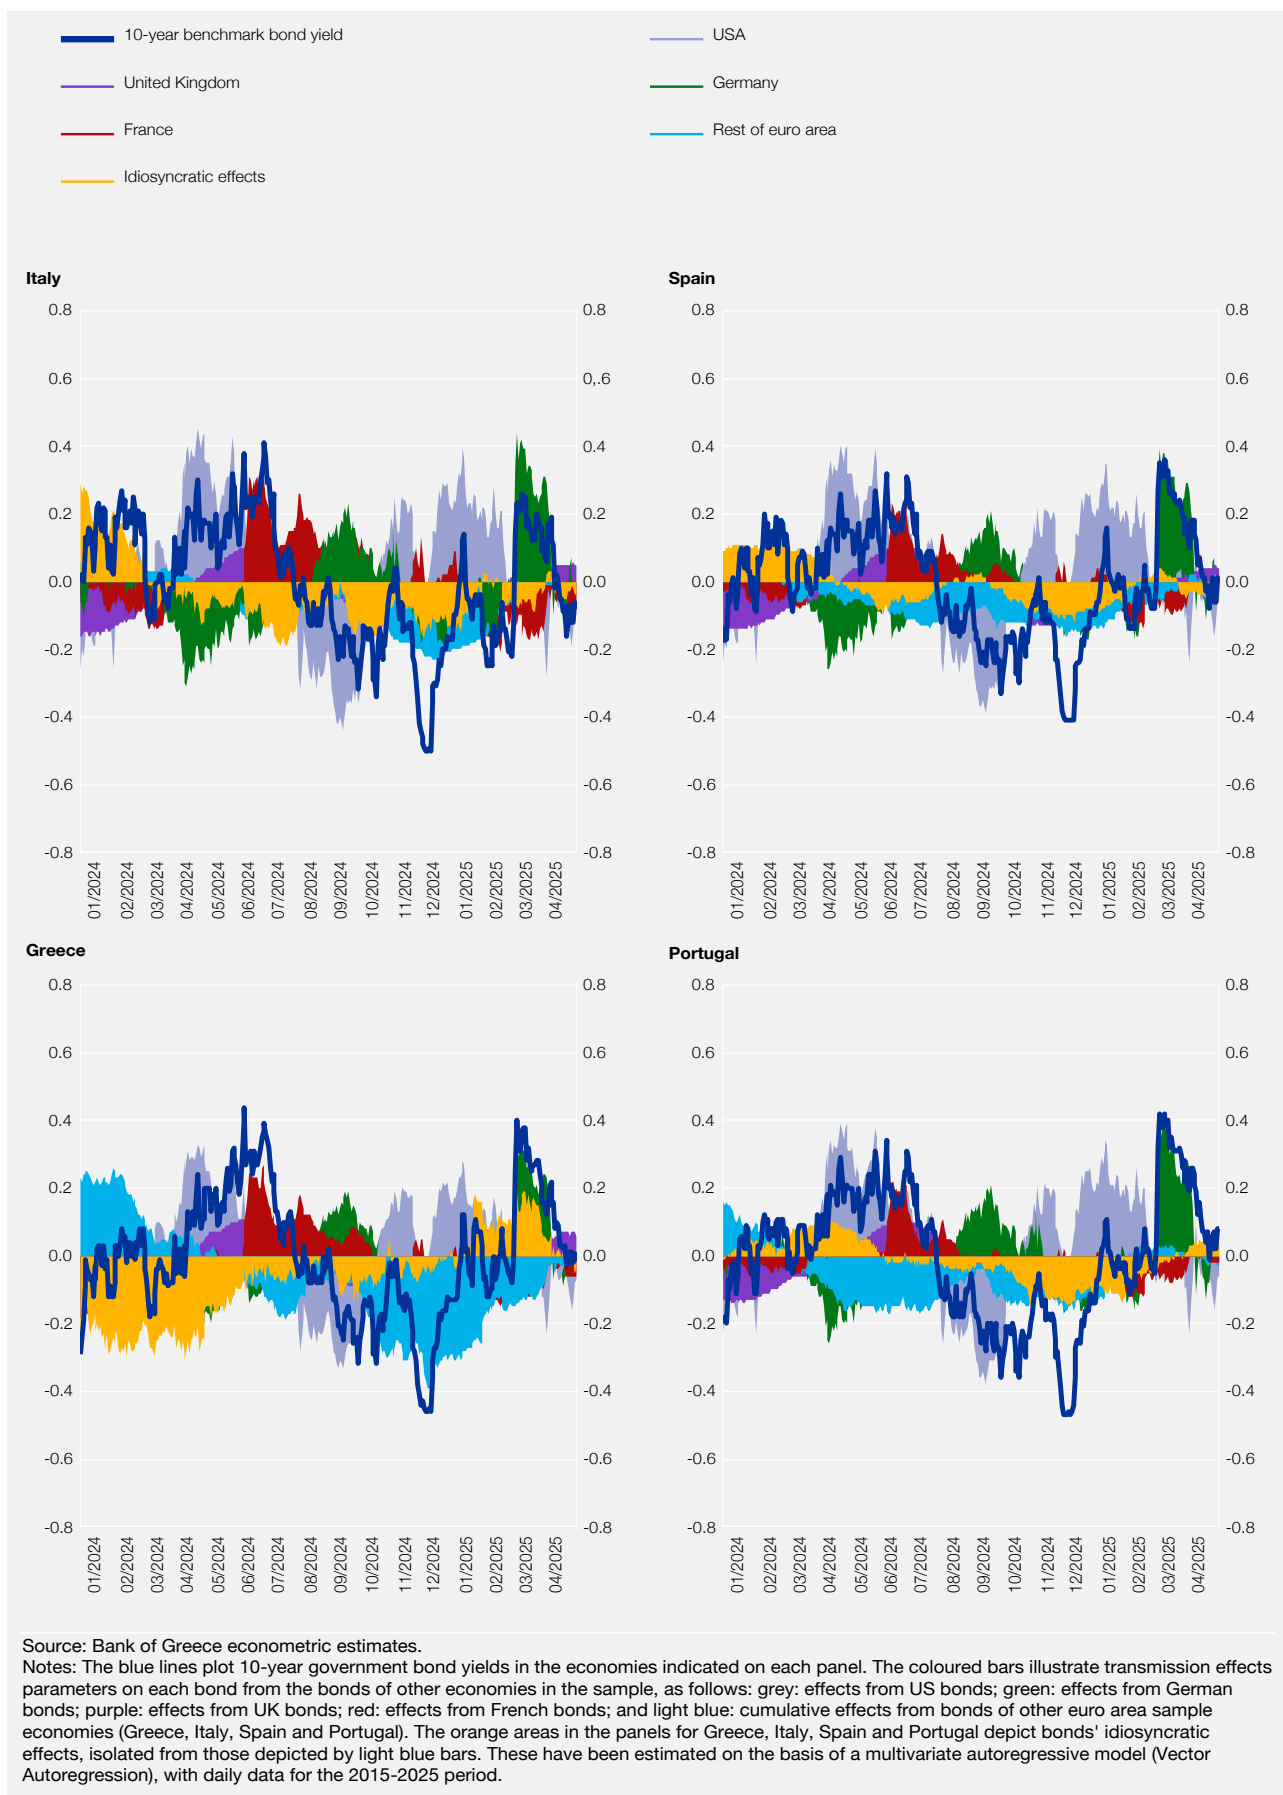 10-year benchmark bond yield
USA
United Kingdom
Germany
France
Rest of euro area
Idiosyncratic effects
Italy
Spain
0.8 0.8 0.8 0.8
0.6 0,.6 0.6 0.6
0.4 0.4 0.4 0.4
0.2 0.2 0.2 0.2
0.0 0.0 0.0 0.0
-0.2 -0.2 -0.2 -0.2
-0.4 -0.4 -0.4 -0.4
-0.6 -0.6 -0.6 -0.6
-0.8 -0.8 -0.8 -0.8
01/2024 02/2024 03/2024 04/2024 05/2024 06/2024 07/2024 08/2024 09/2024 10/2024 11/2024 12/2024 01/2025 02/2025 03/2025 04/2025
01/2024 02/2024 03/2024 04/2024 05/2024 06/2024 07/2024 08/2024 09/2024 10/2024 11/2024 12/2024 01/2025 02/2025 03/2025 04/2025
Greece
Portugal
0.8 0.8 0.8 0.8
0.6 0.6 0.6 0.6
0.4 0.4 0.4 0.4
0.2 0.2 0.2 0.2
0.0 0.0 0.0 0.0
-0.2 -0.2 -0.2 -0.2
-0.4 -0.4 -0.4 -0.4
-0.6 -0.6 -0.6 -0.6
-0.8 -0.8 -0.8 -0.8
01/2024 02/2024 03/2024 04/2024 05/2024 06/2024 07/2024 08/2024 09/2024 10/2024 11/2024 12/2024 01/2025 02/2025 03/2025 04/2025
01/2024 02/2024 03/2024 04/2024 05/2024 06/2024 07/2024 08/2024 09/2024 10/2024 11/2024 12/2024 01/2025 02/2025 03/2025 04/2025
Source: Bank of Greece econometric estimates.
Notes: The blue lines plot 10-year government bond yields in the economies indicated on each panel. The coloured bars illustrate transmission effects
parameters on each bond from the bonds of other economies in the sample, as follows: grey: effects from US bonds; green: effects from German
bonds; purple: effects from UK bonds; red: effects from French bonds; and light blue: cumulative effects from bonds of other euro area sample
economies (Greece, Italy, Spain and Portugal). The orange areas in the panels for Greece, Italy, Spain and Portugal depict bonds' idiosyncratic
effects, isolated from those depicted by light blue bars. These have been estimated on the basis of a multivariate autoregressive model (Vector
Autoregression), with daily data for the 2015-2025 period.